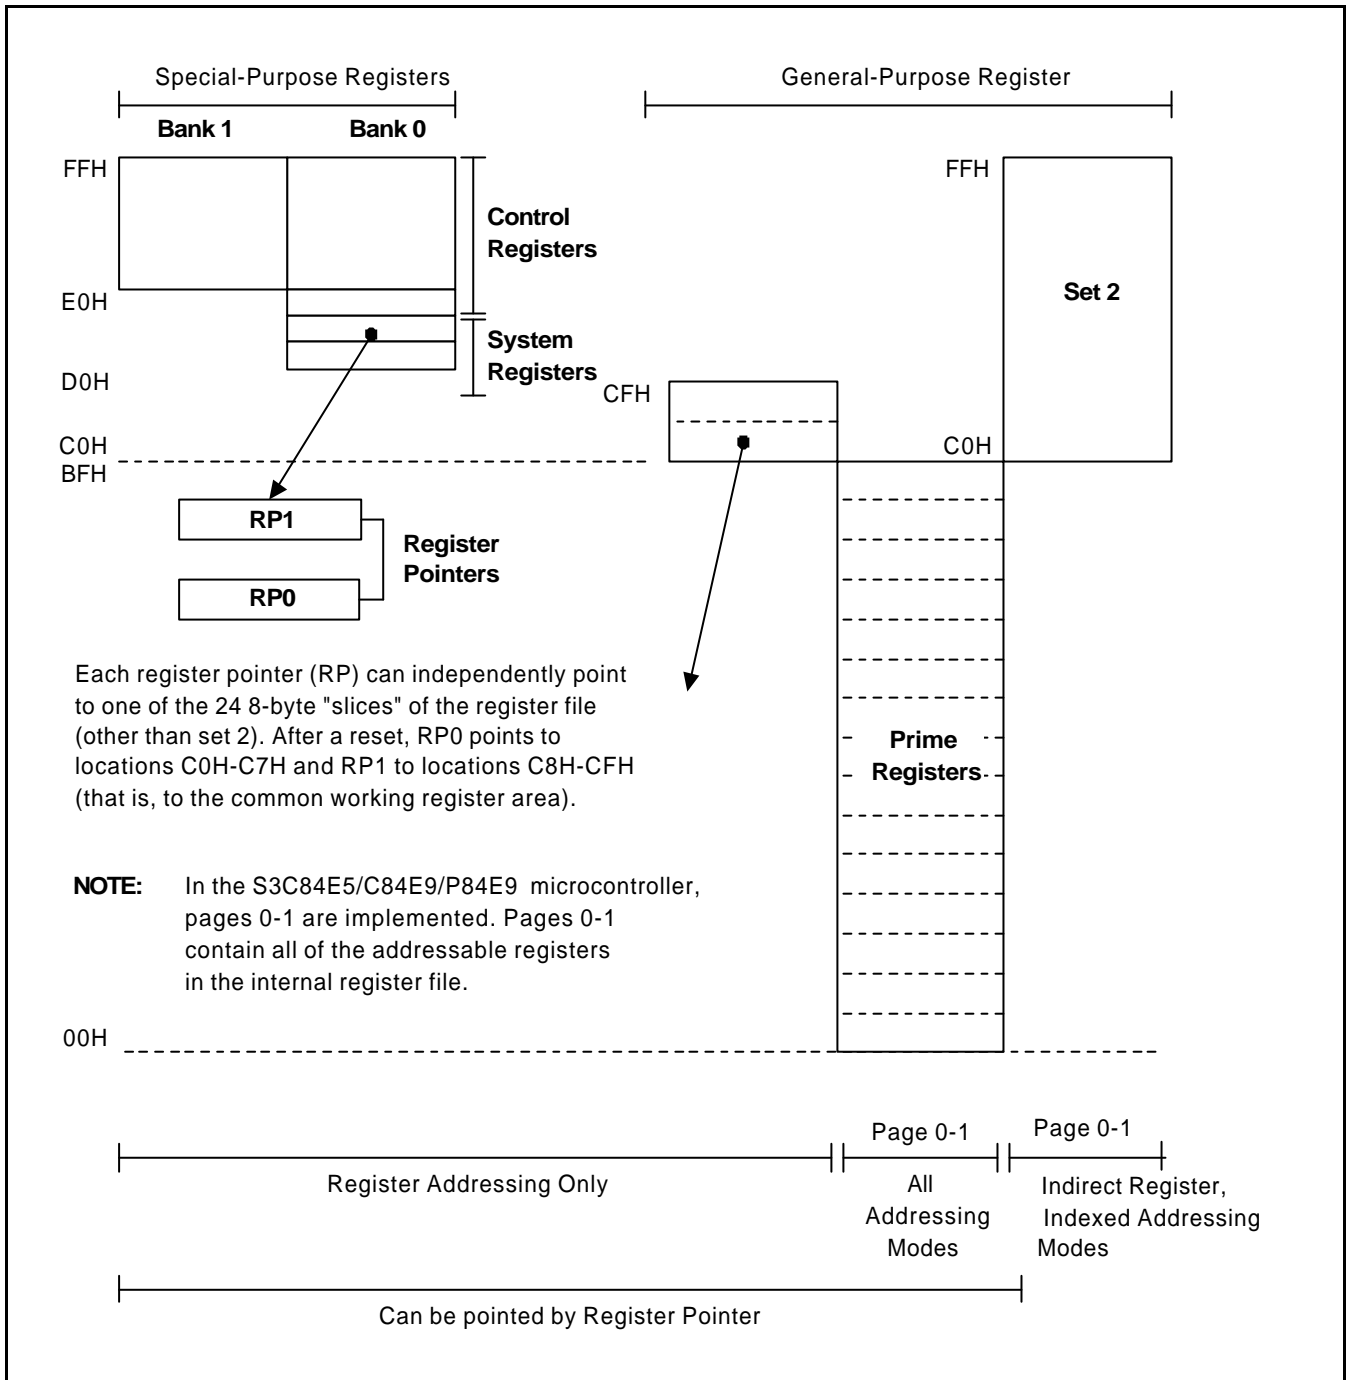 Special-Purpose Registers
General-Purpose Register
Bank 1
Bank 0
FFH
FFH
Control
Registers
E0H
Set 2
System
Registers
D0H
CFH
C0H
C0H
BFH
RP1
Register
Pointers
RP0
Each register pointer (RP) can independently point
to one of the 24 8-byte "slices" of the register file
(other than set 2). After a reset, RP0 points to
locations C0H-C7H and RP1 to locations C8H-CFH
(that is, to the common working register area).
Prime
Registers
NOTE: In the S3C84E5/C84E9/P84E9 microcontroller,
pages 0-1 are implemented. Pages 0-1
contain all of the addressable registers
in the internal register file.
00H
Page 0-1
Page 0-1
Register Addressing Only
All
Addressing
Modes
Indirect Register,
Indexed Addressing
Modes
Can be pointed by Register Pointer